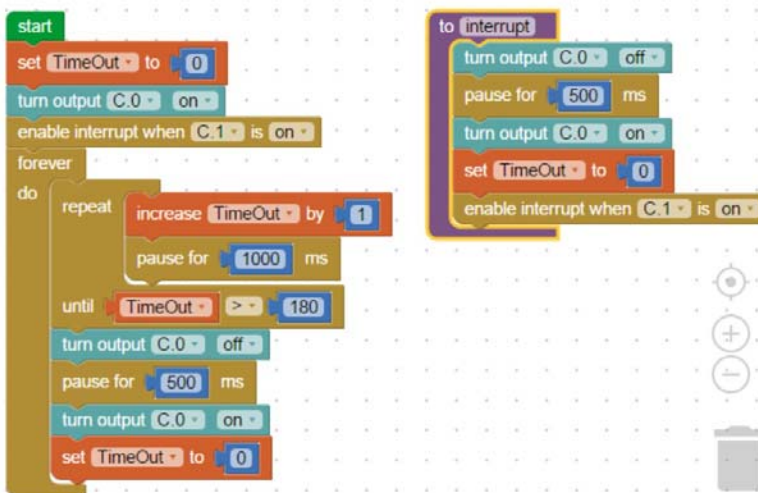 start
set TimeOut to 0
turn output C.0 on
enable interrupt when C.1 is on
forever
do
repeat
increase TimeOut by 1
pause for 1000 ms
until TimeOut > 180
turn output C.0 off
pause for 500 ms
turn output C.0 on
set TimeOut to 0
to interrupt
turn output C.0 off
pause for 500 ms
turn output C.0 on
set TimeOut to 0
enable interrupt when C.1 is on